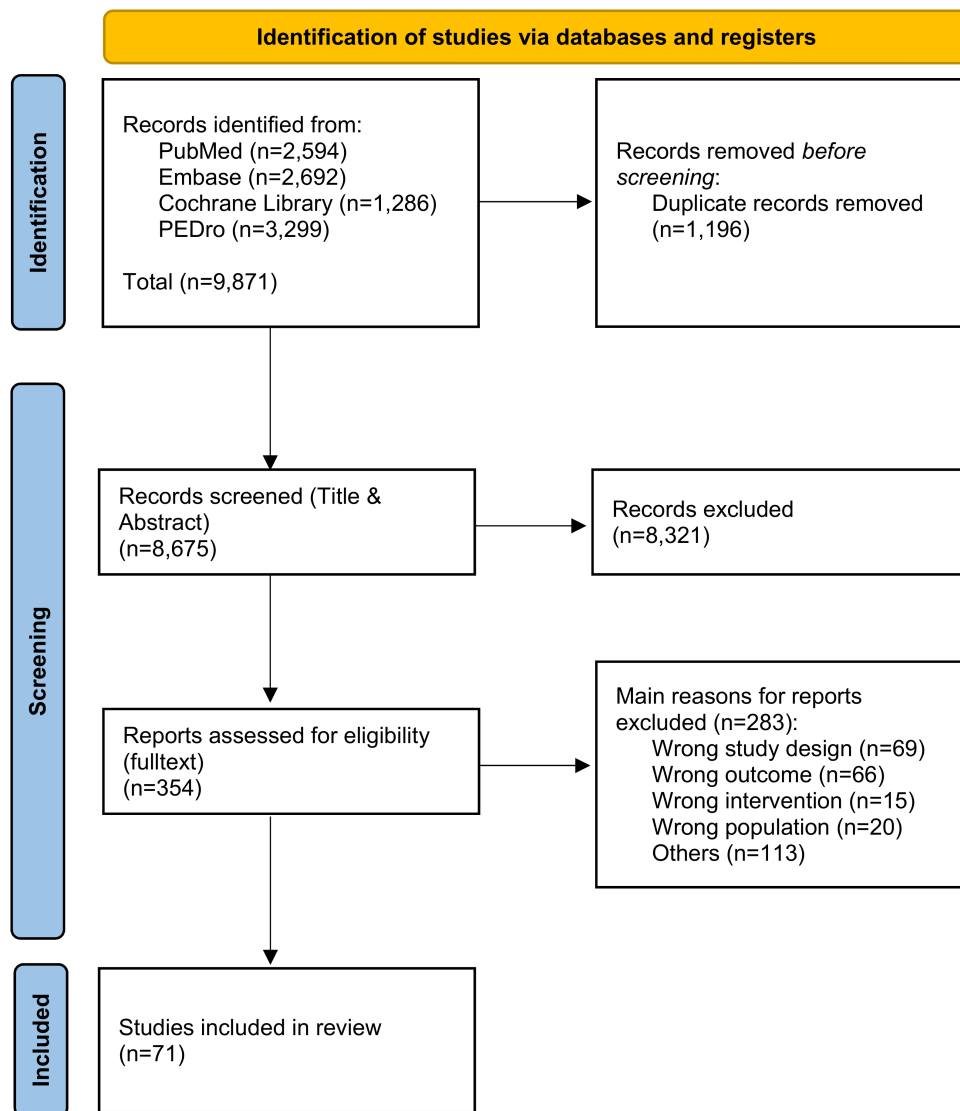 Identification of studies via databases and registers
Identification
Records identified from:
PubMed (n=2,594)
Embase (n=2,692)
Cochrane Library (n=1,286)
PEDro (n=3,299)
Total (n=9,871)
Records removed before
screening:
Duplicate records removed
(n=1,196)
Screening
Records screened (Title &
Abstract)
(n=8,675)
Records excluded
(n=8,321)
Reports assessed for eligibility
(fulltext)
(n=354)
Main reasons for reports
excluded (n=283):
Wrong study design (n=69)
Wrong outcome (n=66)
Wrong intervention (n=15)
Wrong population (n=20)
Others (n=113)
Included
Studies included in review
(n=71)